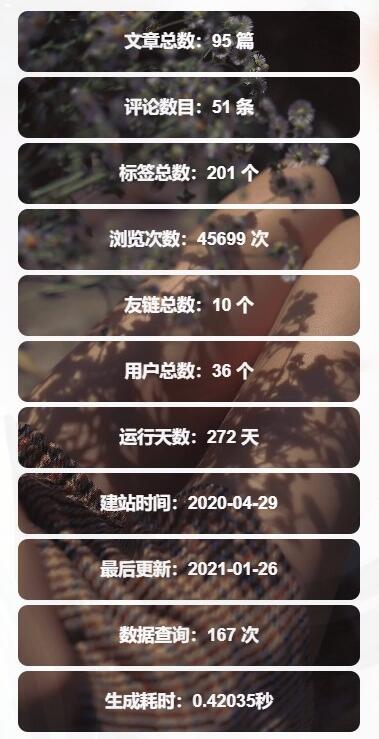 文章总数：95 篇
评论数目：51 条
标签总数：201 个
浏览次数：45699 次
友链总数：10 个
用户总数：36 个
运行天数：272 天
建站时间：2020-04-29
最后更新：2021-01-26
数据查询：167 次
生成耗时：0.42035秒